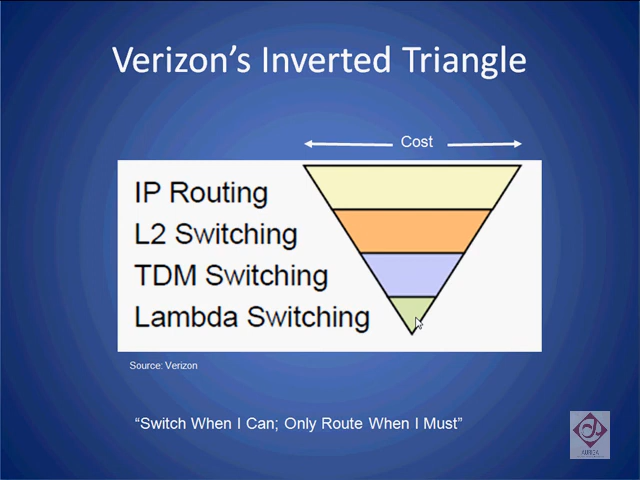 Verizon’s Inverted Triangle
Cost
IP Routing
L2 Switching
TDM Switching
Lambda Switching
Source: Verizon
“Switch When I Can; Only Route When I Must”